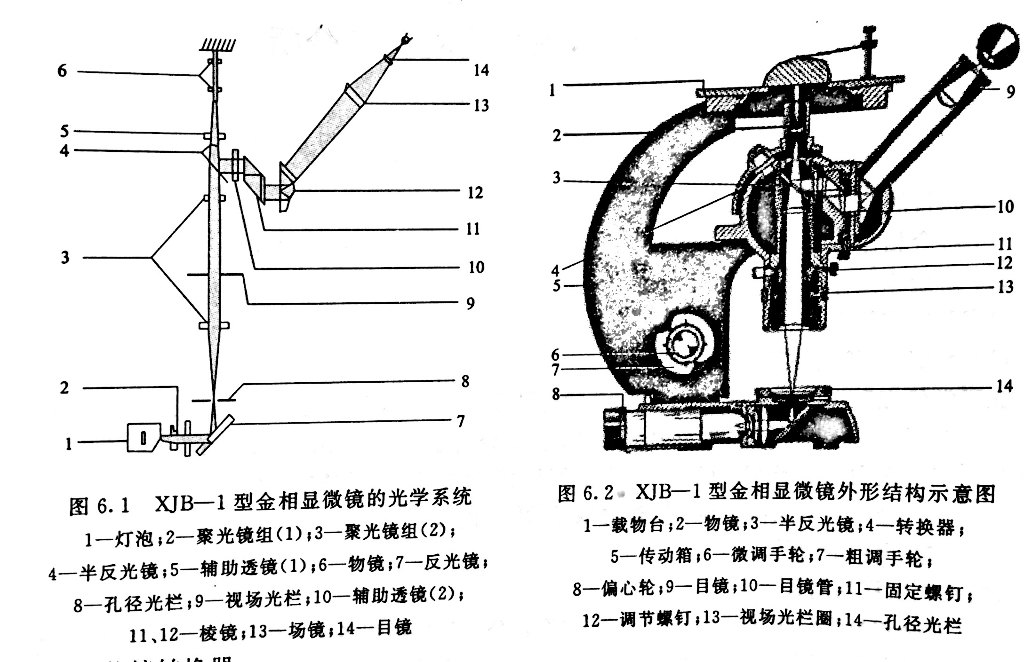 6
5
4
3
2
1
14
13
12
11
10
9
8
7
图 6.1 XJB—1 型金相显微镜的光学系统
1—灯泡;2—聚光镜组(1);3—聚光镜组(2);
4—半反光镜;5—辅助透镜(1);6—物镜;7—反光镜;
8—孔径光栏;9—视场光栏;10—辅助透镜(2);
11、12—棱镜;13—场镜;14—目镜
1
2
3
4
5
6
7
8
9
10
11
12
13
14
图 6.2 XJB—1 型金相显微镜外形结构示意图
1—载物台;2—物镜;3—半反光镜;4—转换器;
5—传动箱;6—微调手轮;7—粗调手轮;
8—偏心轮;9—目镜;10—目镜管;11—固定螺钉;
12—调节螺钉;13—视场光栏圈;14—孔径光栏